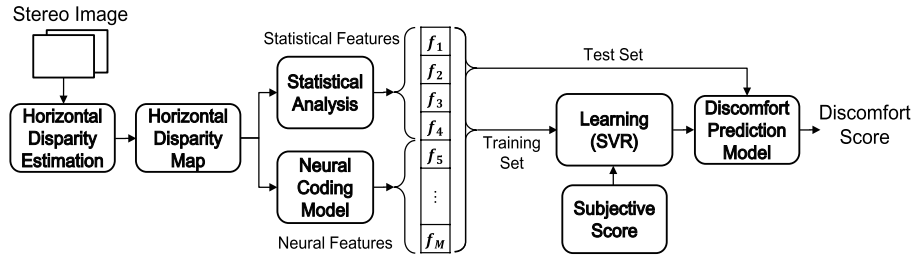 Stereo Image
Horizontal
Disparity
Estimation
Horizontal
Disparity
Map
Statistical Features
Statistical
Analysis
Neural
Coding
Model
Neural Features
f1
f2
f3
f4
f5
⋮
fM
Test Set
Training
Set
Learning
(SVR)
Subjective
Score
Discomfort
Prediction
Model
Discomfort
Score